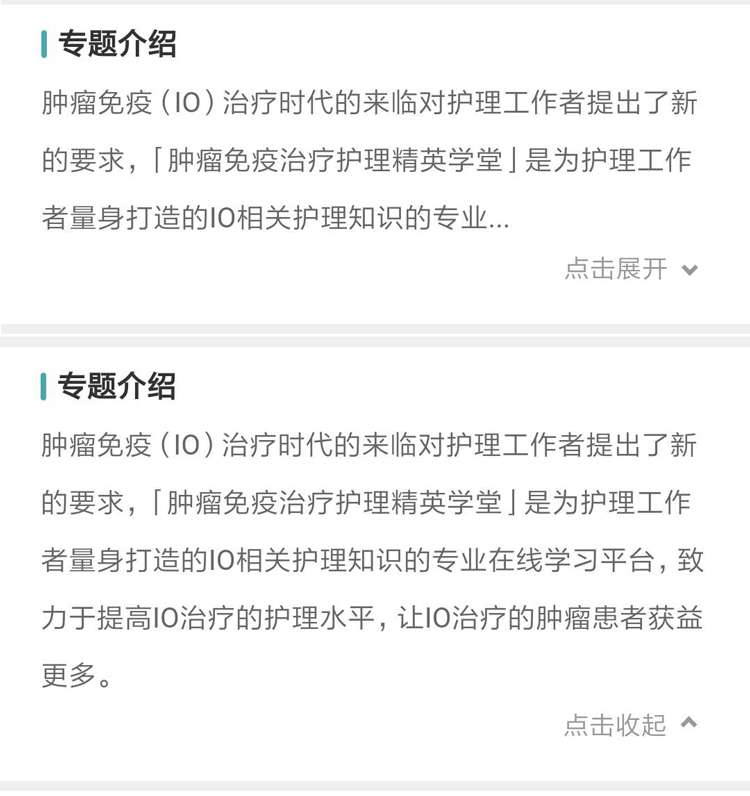 专题介绍
肿瘤免疫（IO）治疗时代的来临对护理工作者提出了新
的要求，「肿瘤免疫治疗护理精英学堂」是为护理工作
者量身打造的IO相关护理知识的专业...
点击展开
专题介绍
肿瘤免疫（IO）治疗时代的来临对护理工作者提出了新
的要求，「肿瘤免疫治疗护理精英学堂」是为护理工作
者量身打造的IO相关护理知识的专业在线学习平台，致
力于提高IO治疗的护理水平，让IO治疗的肿瘤患者获益
更多。
点击收起